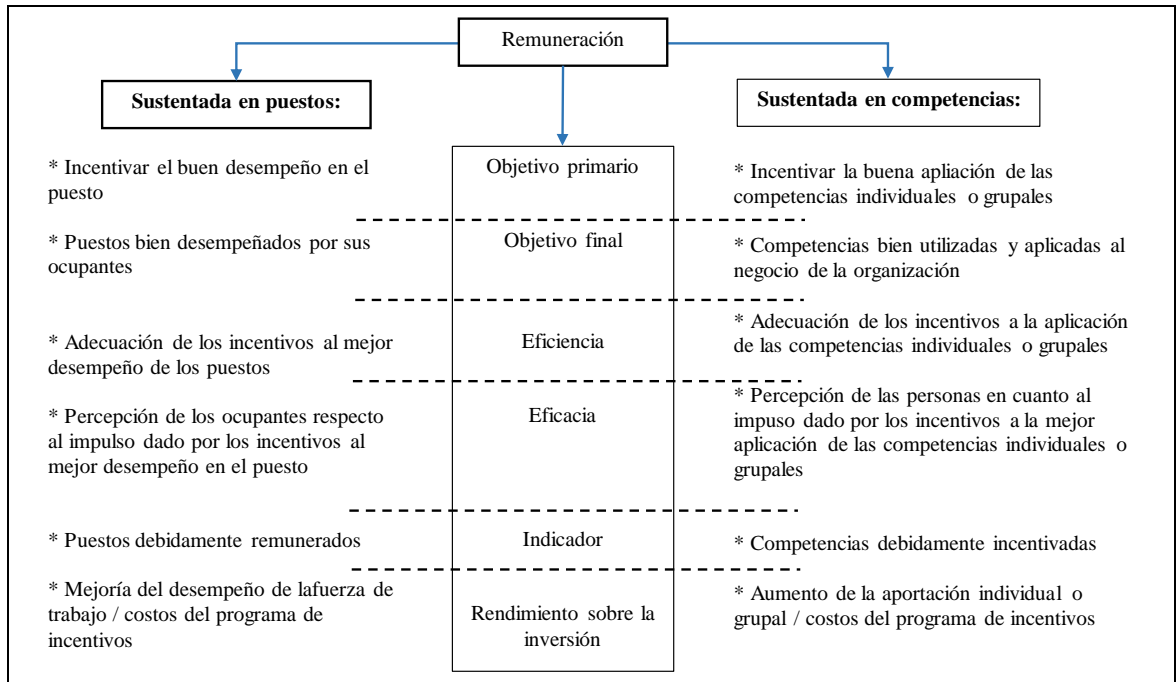 Remuneración
Sustentada en puestos:
Sustentada en competencias:
* Incentivar el buen desempeño en el
puesto
Objetivo primario
* Incentivar la buena apliación de las
competencias individuales o grupales
* Puestos bien desempeñados por sus
ocupantes
Objetivo final
* Competencias bien utilizadas y aplicadas al
negocio de la organización
* Adecuación de los incentivos al mejor
desempeño de los puestos
Eficiencia
* Adecuación de los incentivos a la aplicación
de las competencias individuales o grupales
* Percepción de los ocupantes respecto
al impulso dado por los incentivos al
mejor desempeño en el puesto
Eficacia
* Percepción de las personas en cuanto al
impuso dado por los incentivos a la mejor
aplicación de las competencias individuales o
grupales
* Puestos debidamente remunerados
Indicador
* Competencias debidamente incentivadas
* Mejoría del desempeño de lafuerza de
trabajo / costos del programa de
incentivos
Rendimiento sobre la
inversión
* Aumento de la aportación individual o
grupal / costos del programa de incentivos